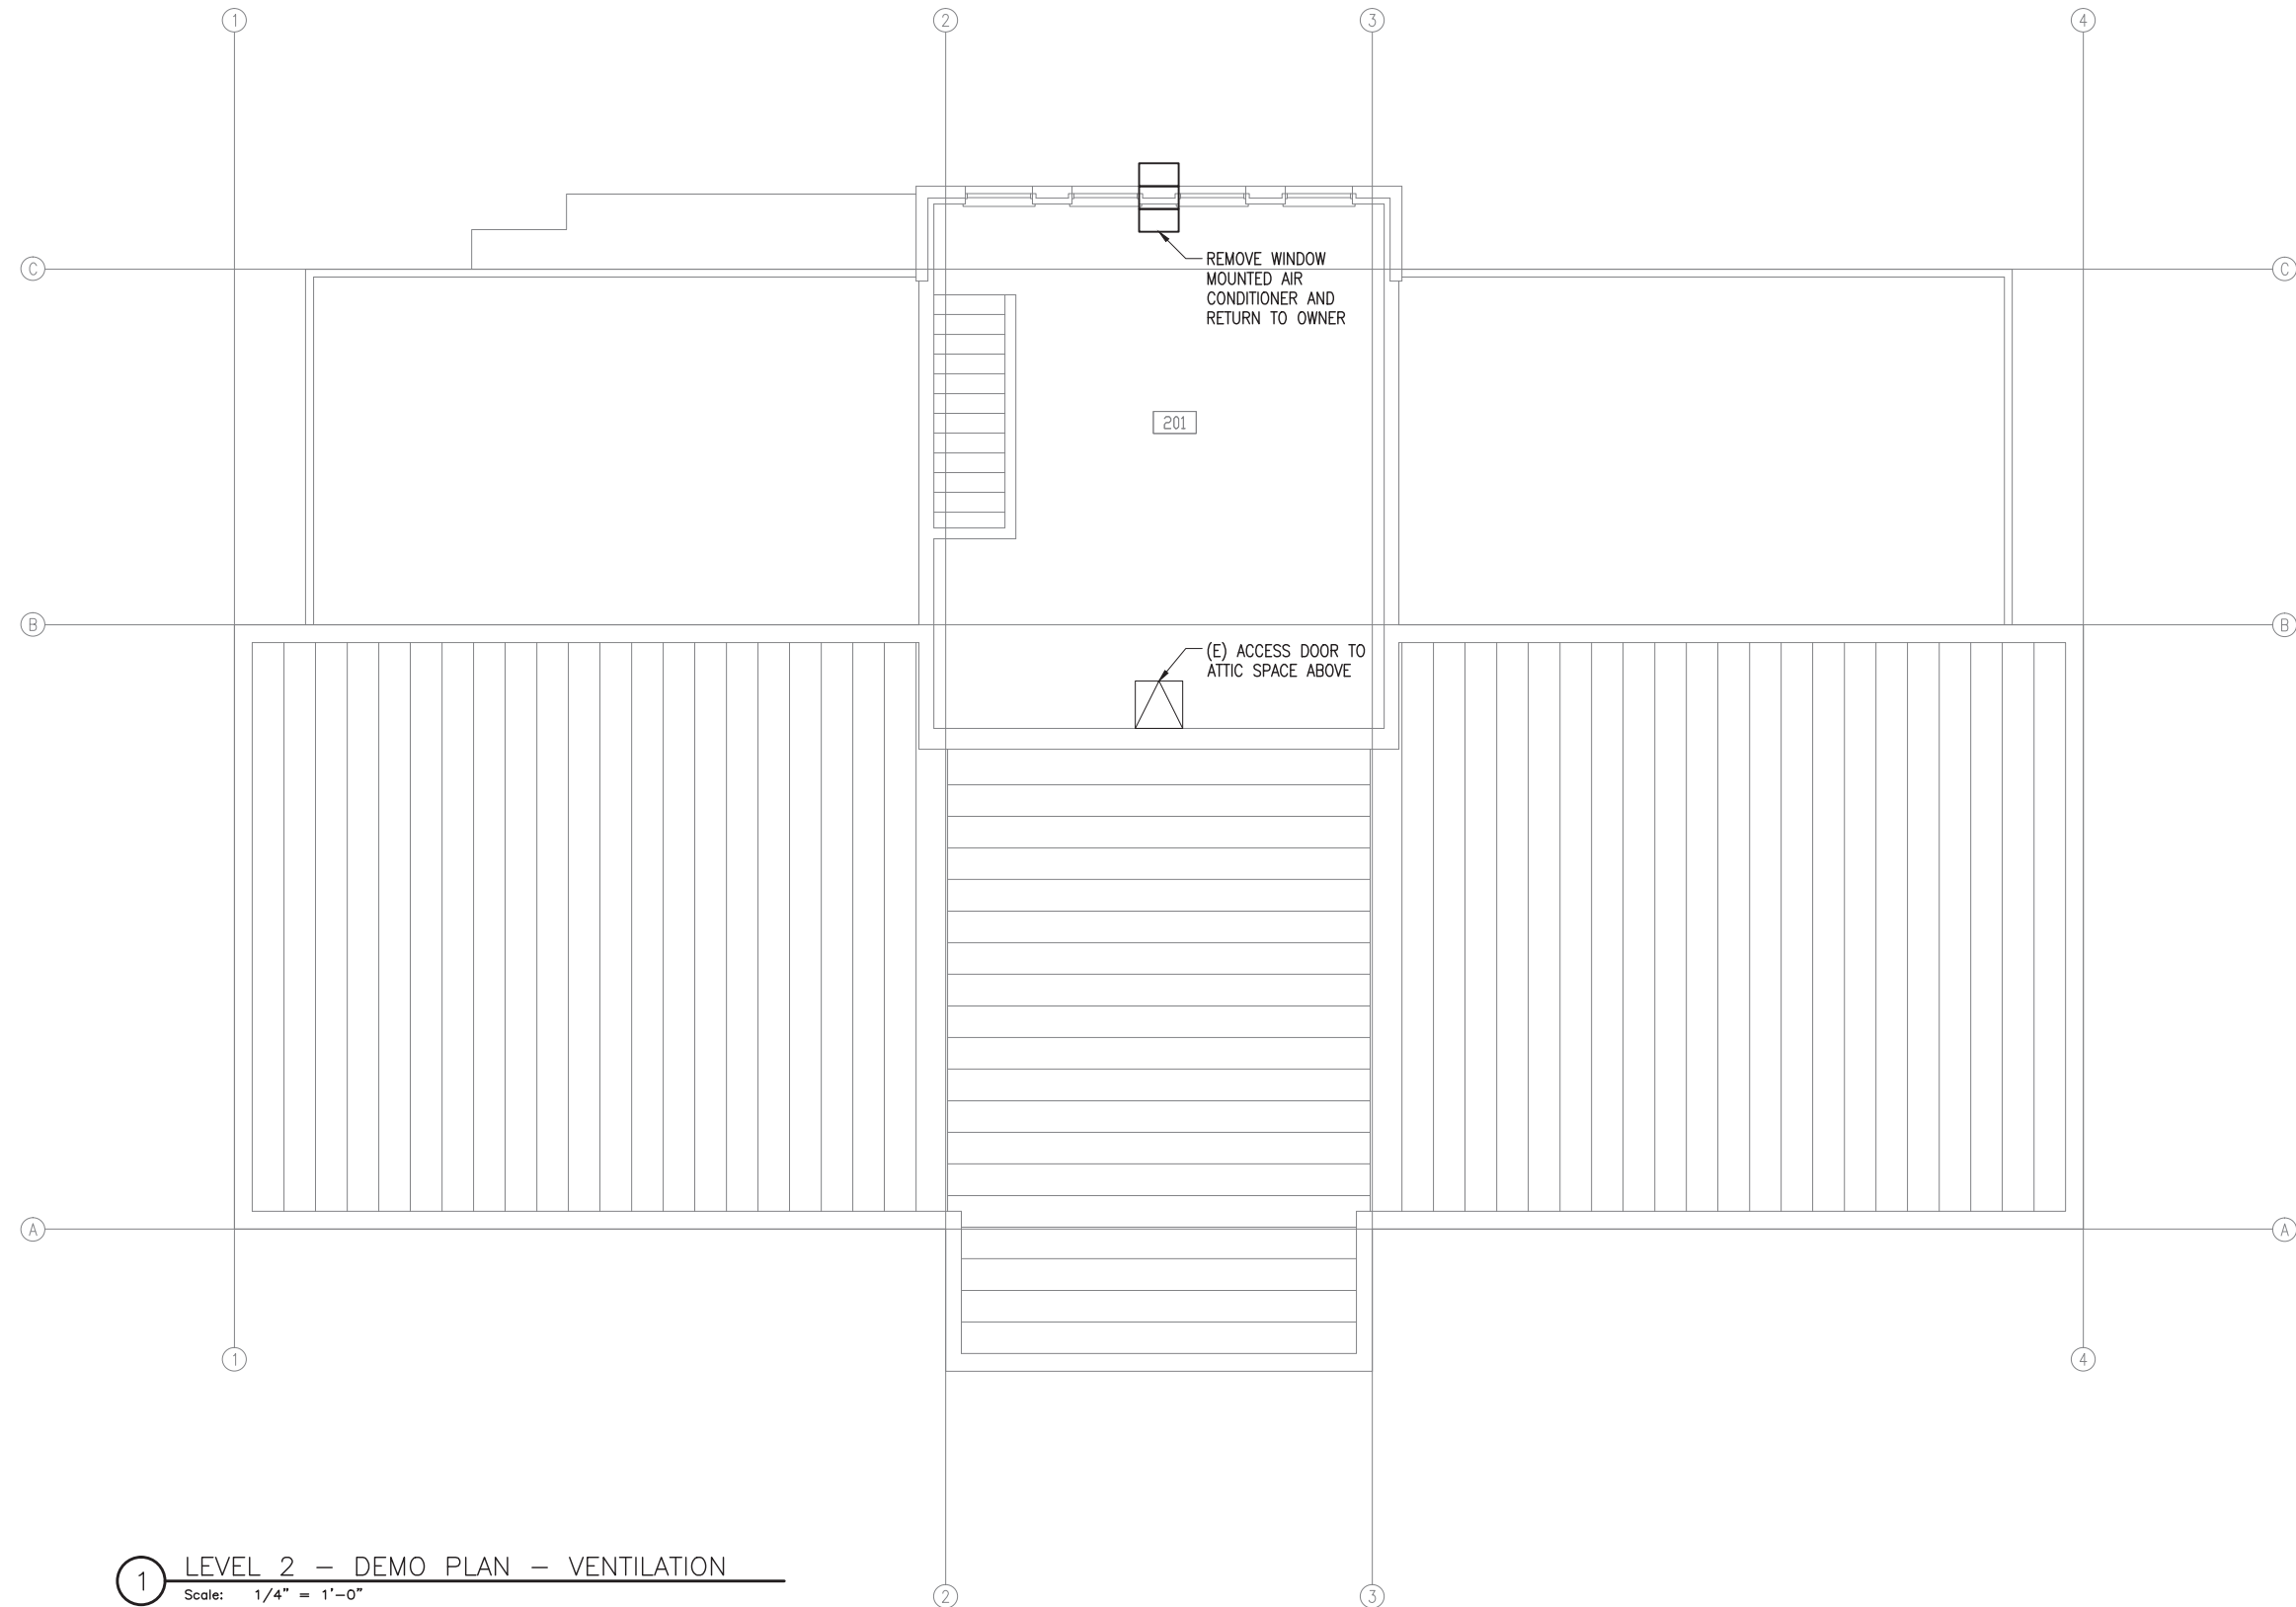 1
2
3
4
C
C
REMOVE WINDOW
MOUNTED AIR
CONDITIONER AND
RETURN TO OWNER
201
B
B
(E) ACCESS DOOR TO
ATTIC SPACE ABOVE
A
A
1
4
1 LEVEL 2 - DEMO PLAN - VENTILATION
Scale: 1/4" = 1'-0"
2
3